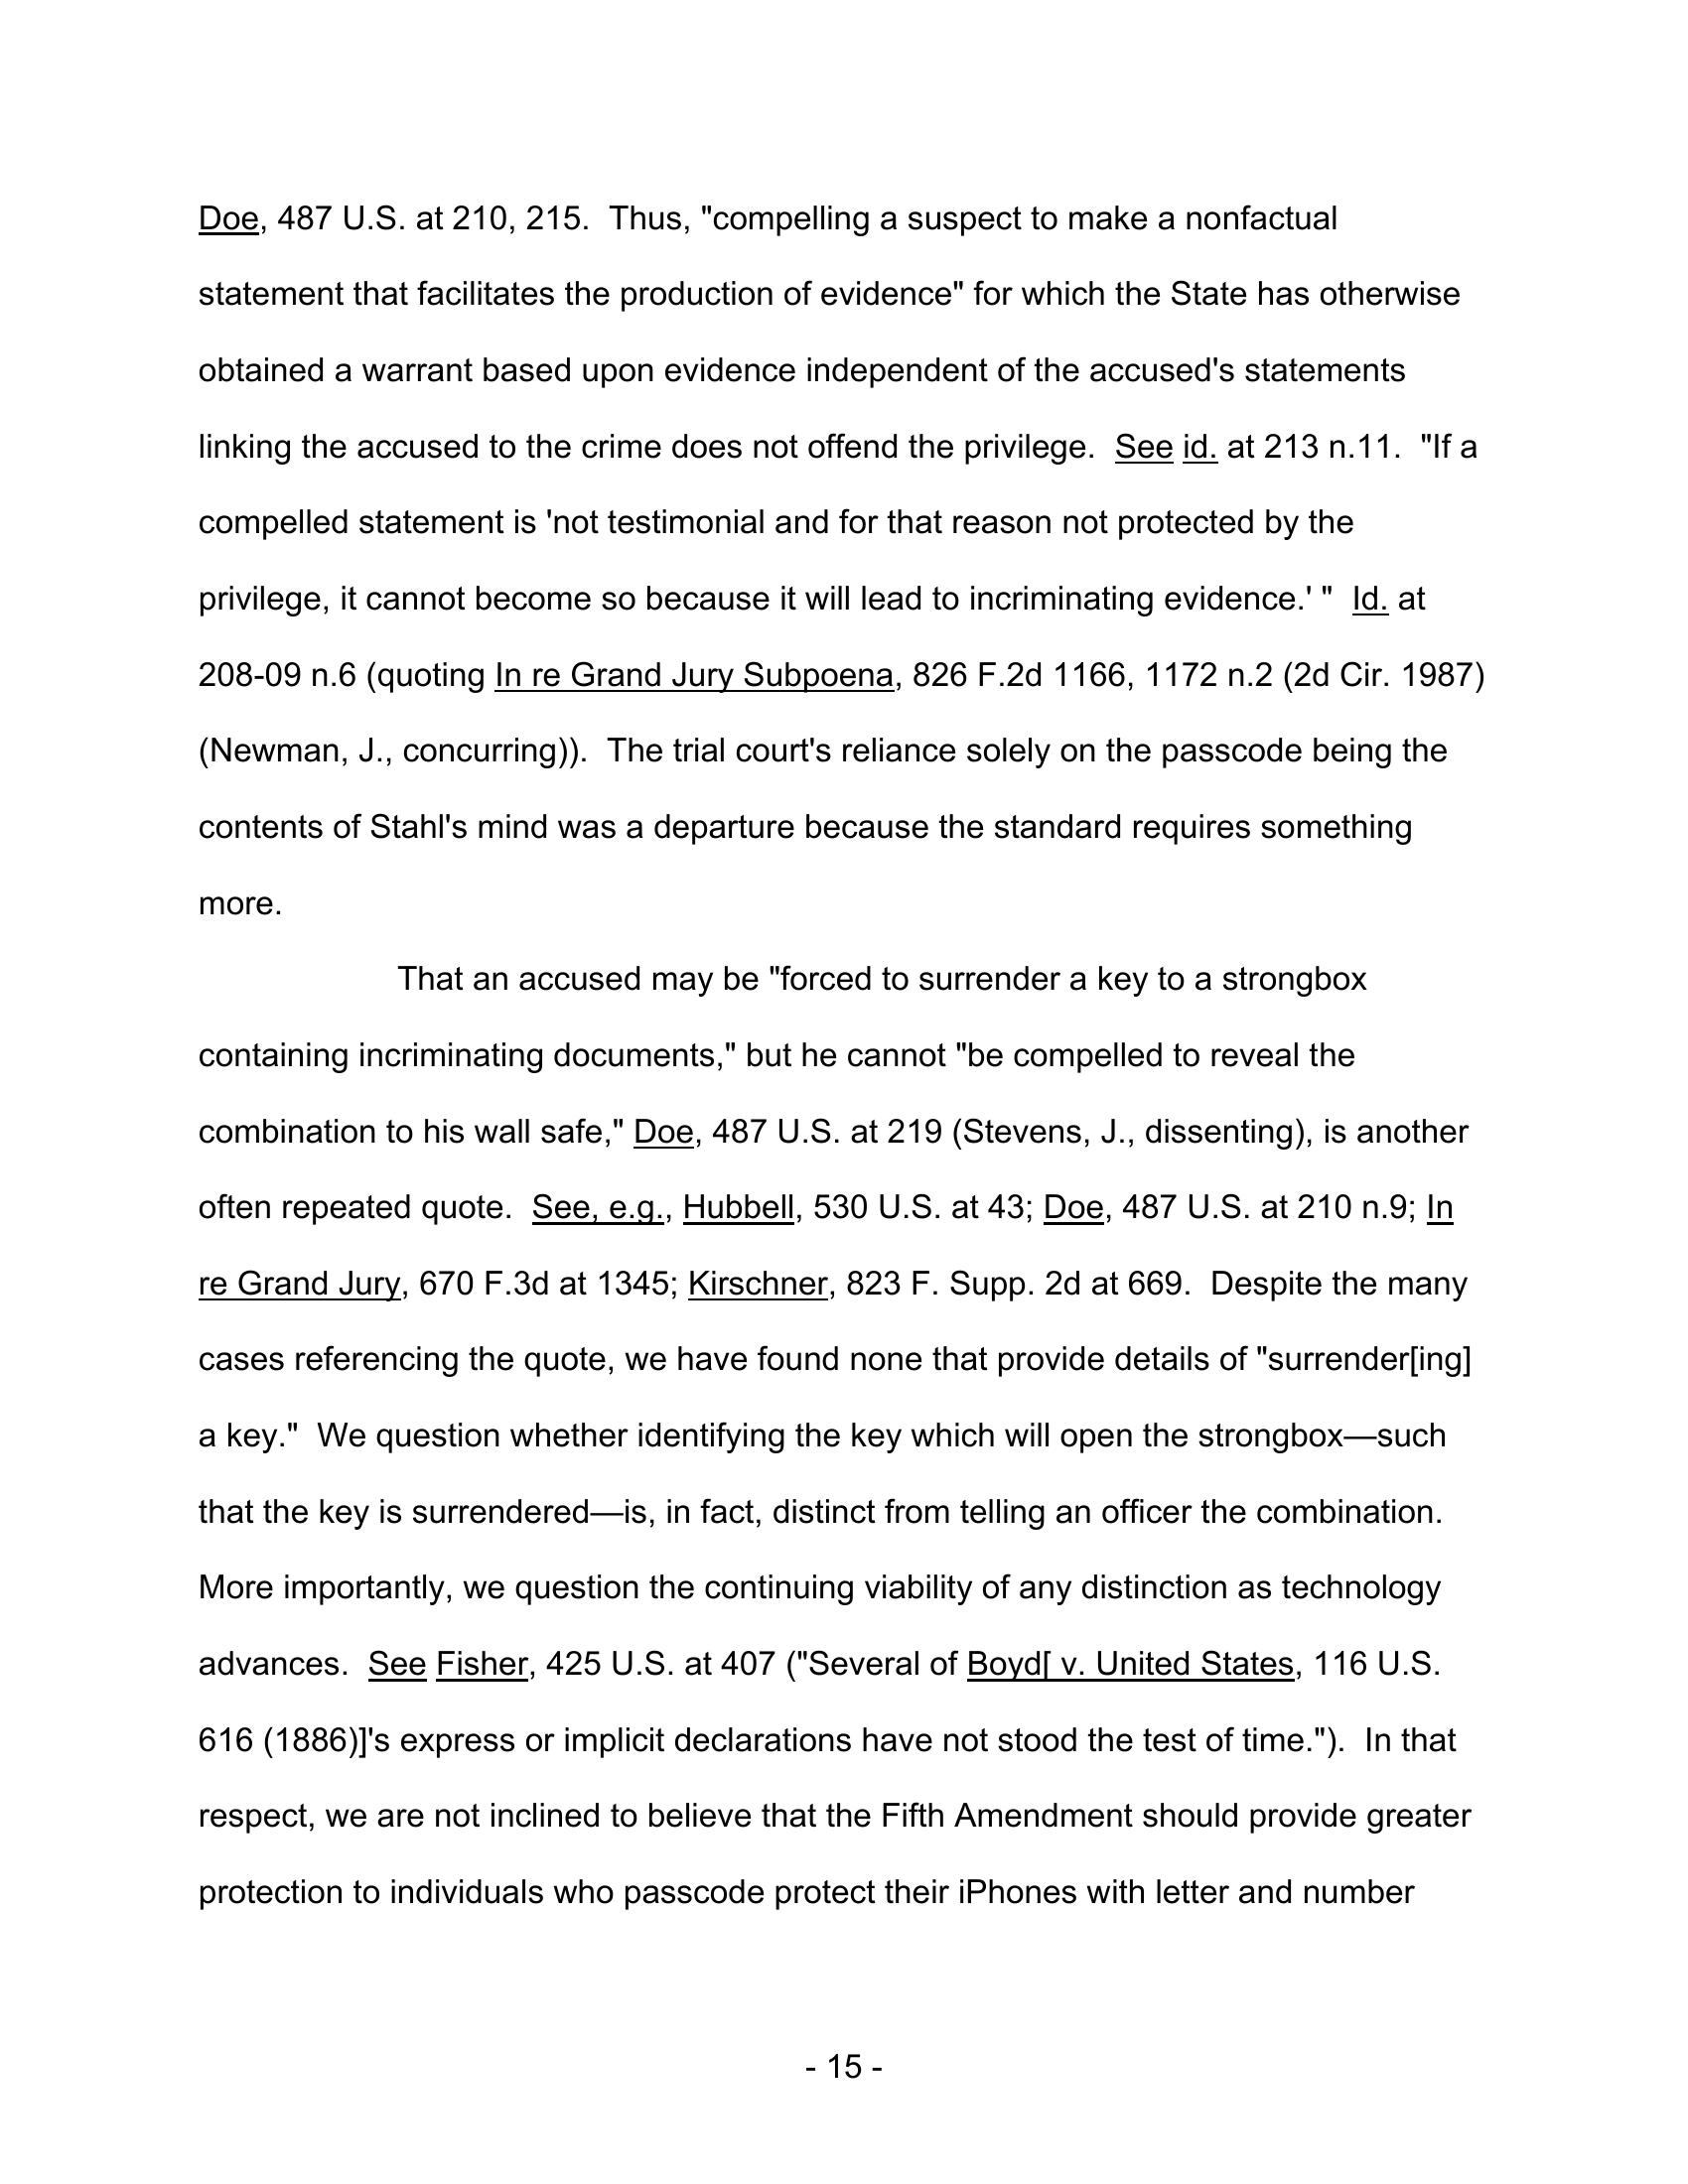 Doe, 487 U.S. at 210, 215.  Thus, "compelling a suspect to make a nonfactual
statement that facilitates the production of evidence" for which the State has otherwise
obtained a warrant based upon evidence independent of the accused's statements
linking the accused to the crime does not offend the privilege.  See id. at 213 n.11.  "If a
compelled statement is 'not testimonial and for that reason not protected by the
privilege, it cannot become so because it will lead to incriminating evidence.' "  Id. at
208-09 n.6 (quoting In re Grand Jury Subpoena, 826 F.2d 1166, 1172 n.2 (2d Cir. 1987)
(Newman, J., concurring)).  The trial court's reliance solely on the passcode being the
contents of Stahl's mind was a departure because the standard requires something
more.
That an accused may be "forced to surrender a key to a strongbox
containing incriminating documents," but he cannot "be compelled to reveal the
combination to his wall safe," Doe, 487 U.S. at 219 (Stevens, J., dissenting), is another
often repeated quote.  See, e.g., Hubbell, 530 U.S. at 43; Doe, 487 U.S. at 210 n.9; In
re Grand Jury, 670 F.3d at 1345; Kirschner, 823 F. Supp. 2d at 669.  Despite the many
cases referencing the quote, we have found none that provide details of "surrender[ing]
a key."  We question whether identifying the key which will open the strongbox—such
that the key is surrendered—is, in fact, distinct from telling an officer the combination.
More importantly, we question the continuing viability of any distinction as technology
advances.  See Fisher, 425 U.S. at 407 ("Several of Boyd[ v. United States, 116 U.S.
616 (1886)]'s express or implicit declarations have not stood the test of time.").  In that
respect, we are not inclined to believe that the Fifth Amendment should provide greater
protection to individuals who passcode protect their iPhones with letter and number
- 15 -